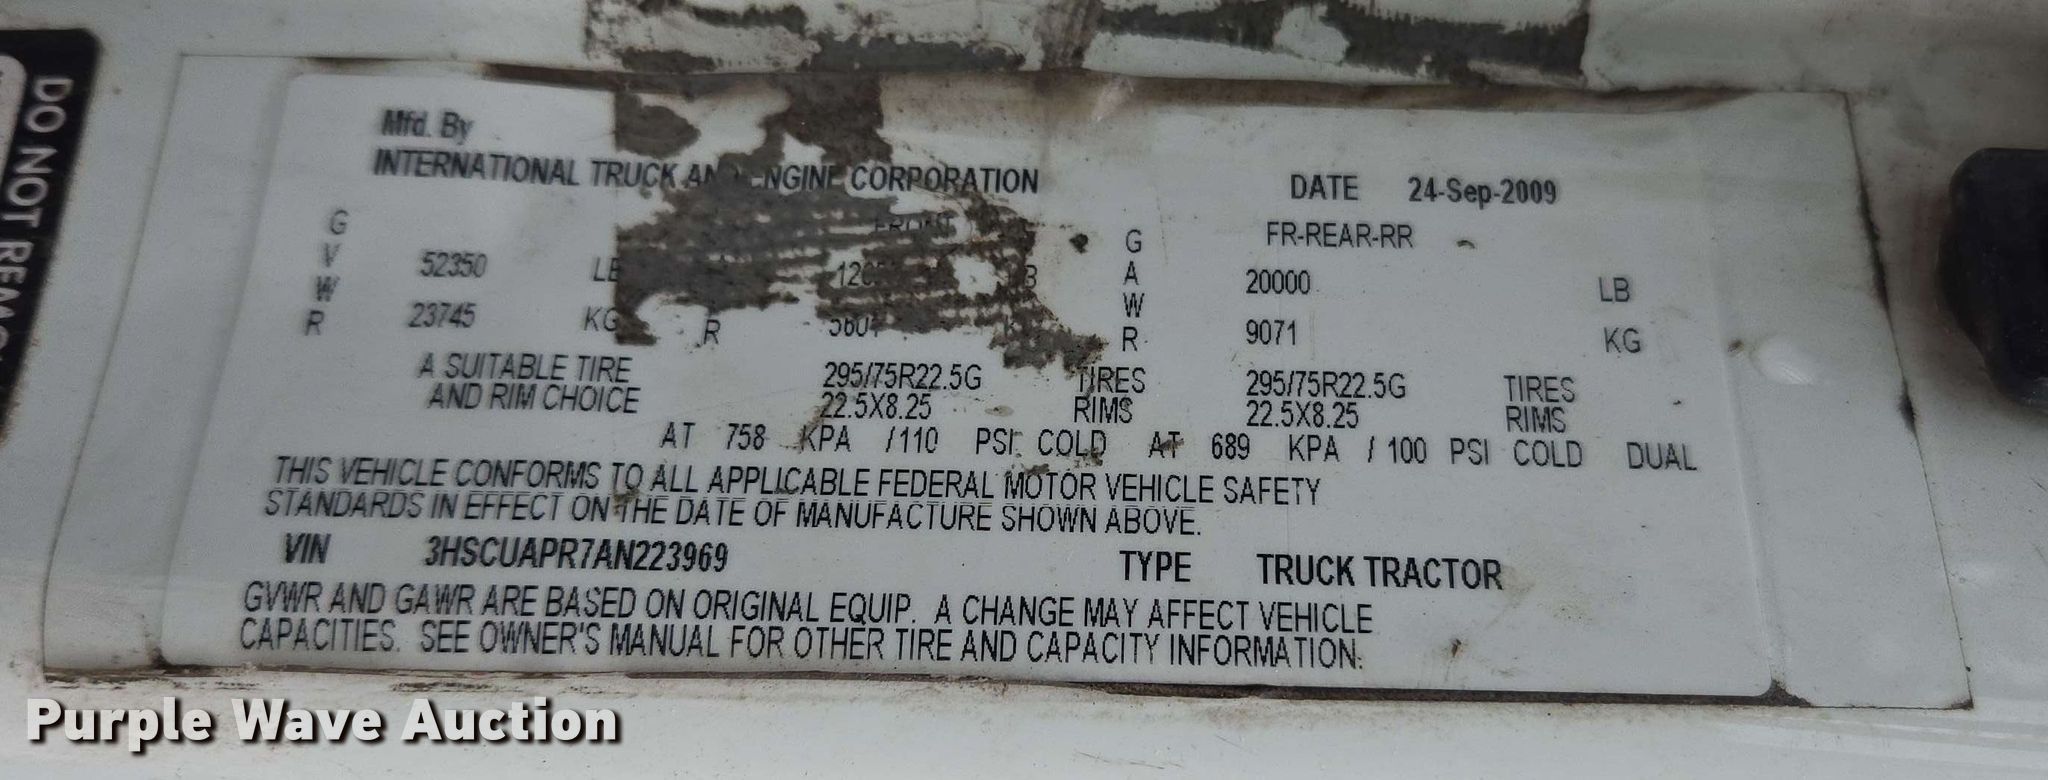 DO NOT
Mfd. By
INTERNATIONAL TRUCK AND ENGINE CORPORATION DATE 24-Sep-2009
G FRONT G FR-REAR-RR
V 52350 A 20000 LB
W W
R 23745 KG R R 9071 KG
A SUITABLE TIRE 295/75R22.5G TIRES 295/75R22.5G TIRES
AND RIM CHOICE 22.5X8.25 RIMS 22.5X8.25 RIMS
AT 758 KPA / 110 PSI COLD AT 689 KPA / 100 PSI COLD DUAL
THIS VEHICLE CONFORMS TO ALL APPLICABLE FEDERAL MOTOR VEHICLE SAFETY
STANDARDS IN EFFECT ON THE DATE OF MANUFACTURE SHOWN ABOVE.
VIN 3HSCUAPR7AN223969 TYPE TRUCK TRACTOR
GVWR AND GAWR ARE BASED ON ORIGINAL EQUIP. A CHANGE MAY AFFECT VEHICLE
CAPACITIES. SEE OWNER'S MANUAL FOR OTHER TIRE AND CAPACITY INFORMATION.
Purple Wave Auction